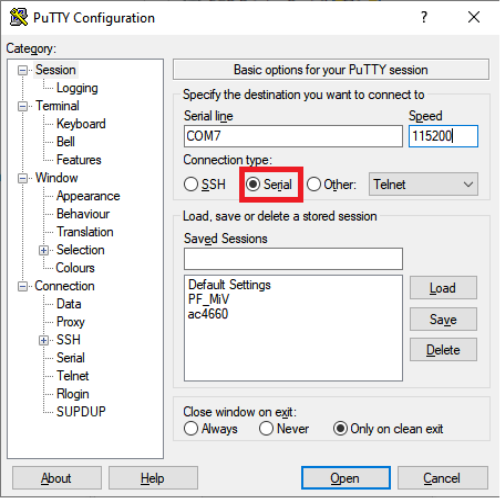 PuTTY Configuration
?
Category:
Session
Logging
Terminal
Keyboard
Bell
Features
Window
Appearance
Behaviour
Translation
Selection
Colours
Connection
Data
Proxy
SSH
Serial
Telnet
Rlogin
SUPDUP
Basic options for your PuTTY session
Specify the destination you want to connect to
Serial line Speed
COM7 115200
Connection type:
SSH Serial Other: Telnet
Load, save or delete a stored session
Saved Sessions
Default Settings
PF_MiV
ac4660
Load
Save
Delete
Close window on exit:
Always Never Only on clean exit
About Help Open Cancel